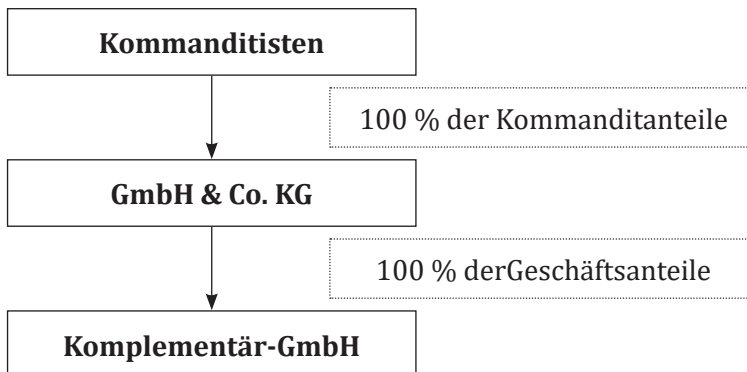 Kommanditisten
100 % der Kommanditanteile
GmbH & Co. KG
100 % derGeschäftsanteile
Komplementär-GmbH